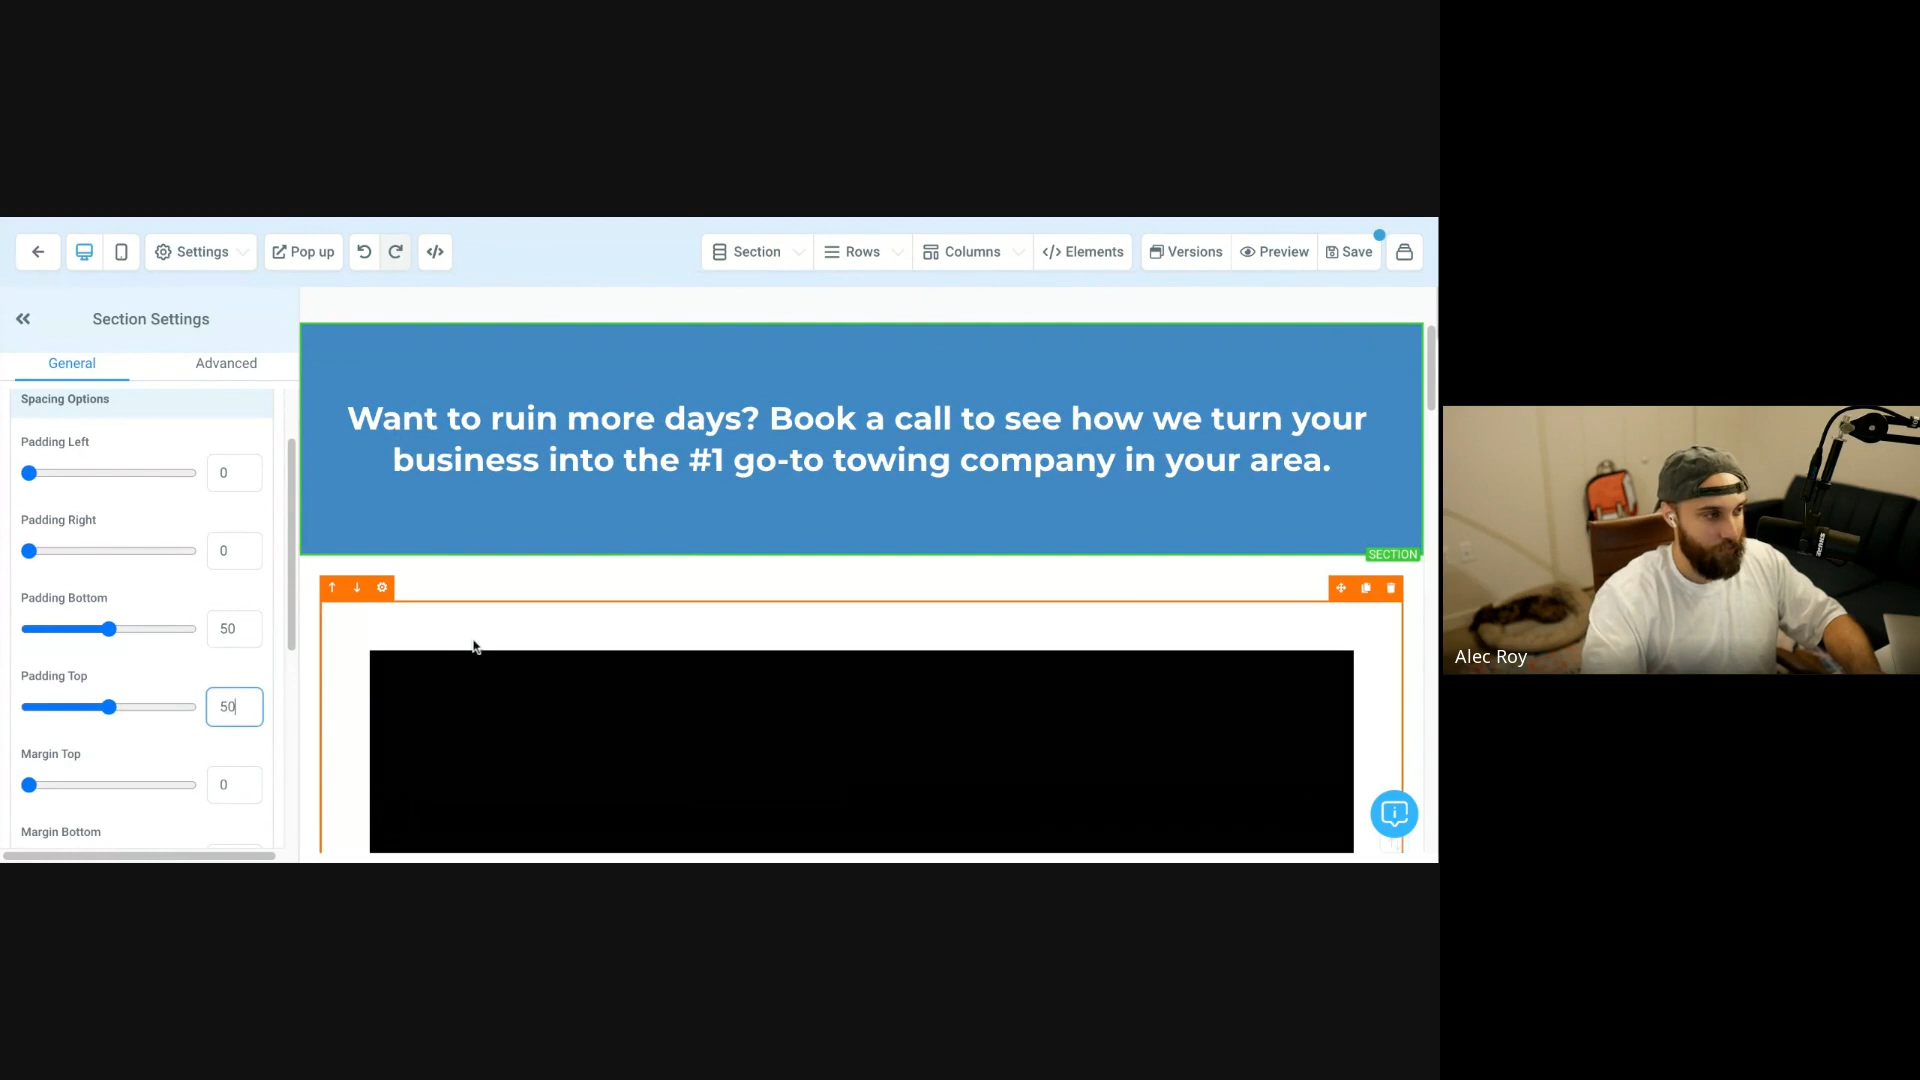 Settings
Pop up
Section
Rows
Columns
</> Elements
Versions
Preview
Save
Section Settings
General
Advanced
Spacing Options
Padding Left
0
Padding Right
0
Padding Bottom
50
Padding Top
50
Margin Top
0
Margin Bottom
Want to ruin more days? Book a call to see how we turn your
business into the #1 go-to towing company in your area.
SECTION
Alec Roy